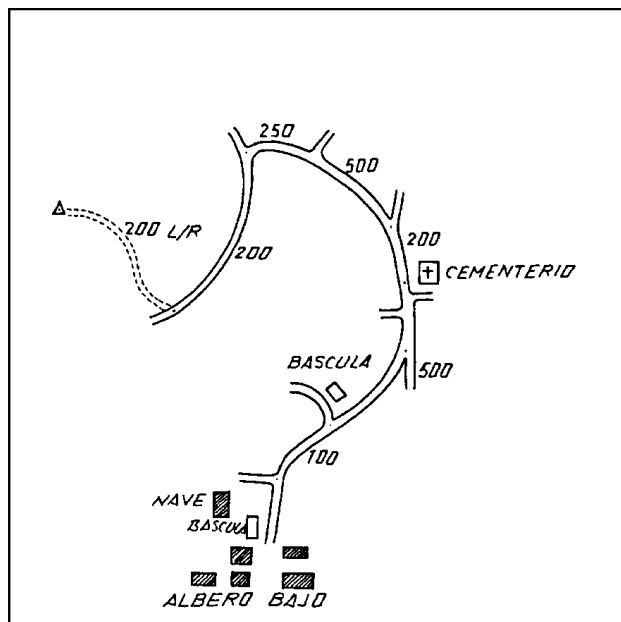 250
500
200 L/R
200
200
CEMENTERIO
BASCULA
500
100
NAVE
BASCULA
ALBERO BAJO